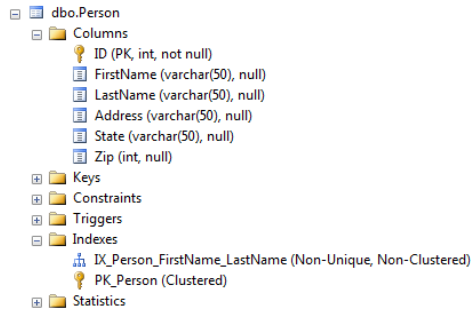 dbo.Person
Columns
ID (PK, int, not null)
FirstName (varchar(50), null)
LastName (varchar(50), null)
Address (varchar(50), null)
State (varchar(50), null)
Zip (int, null)
Keys
Constraints
Triggers
Indexes
IX_Person_FirstName_LastName (Non-Unique, Non-Clustered)
PK_Person (Clustered)
Statistics